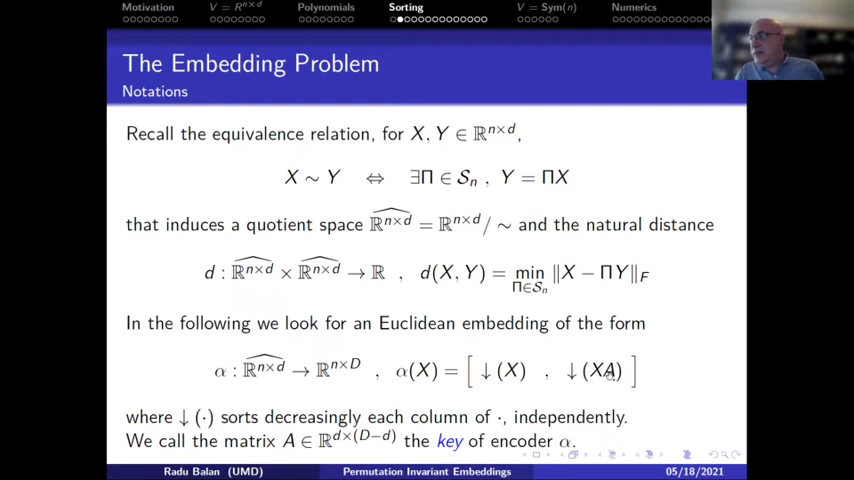 Motivation V = R^{n×d} Polynomials Sorting V = Sym(n) Numerics
The Embedding Problem
Notations
Recall the equivalence relation, for X, Y ∈ ℝ^{n×d},
X ∼ Y ⇔ ∃Π ∈ S_n , Y = ΠX
that induces a quotient space \widehat{ℝ^{n×d}} = ℝ^{n×d}/ ∼ and the natural distance
d : \widehat{ℝ^{n×d}} × \widehat{ℝ^{n×d}} → ℝ , d(X, Y) = min_{Π∈S_n} ‖X − ΠY‖_F
In the following we look for an Euclidean embedding of the form
α : \widehat{ℝ^{n×d}} → ℝ^{n×D} , α(X) = [ ↓(X) , ↓(XA) ]
where ↓(·) sorts decreasingly each column of ·, independently.
We call the matrix A ∈ ℝ^{d×(D−d)} the key of encoder α.
Radu Balan (UMD) Permutation Invariant Embeddings 05/18/2021